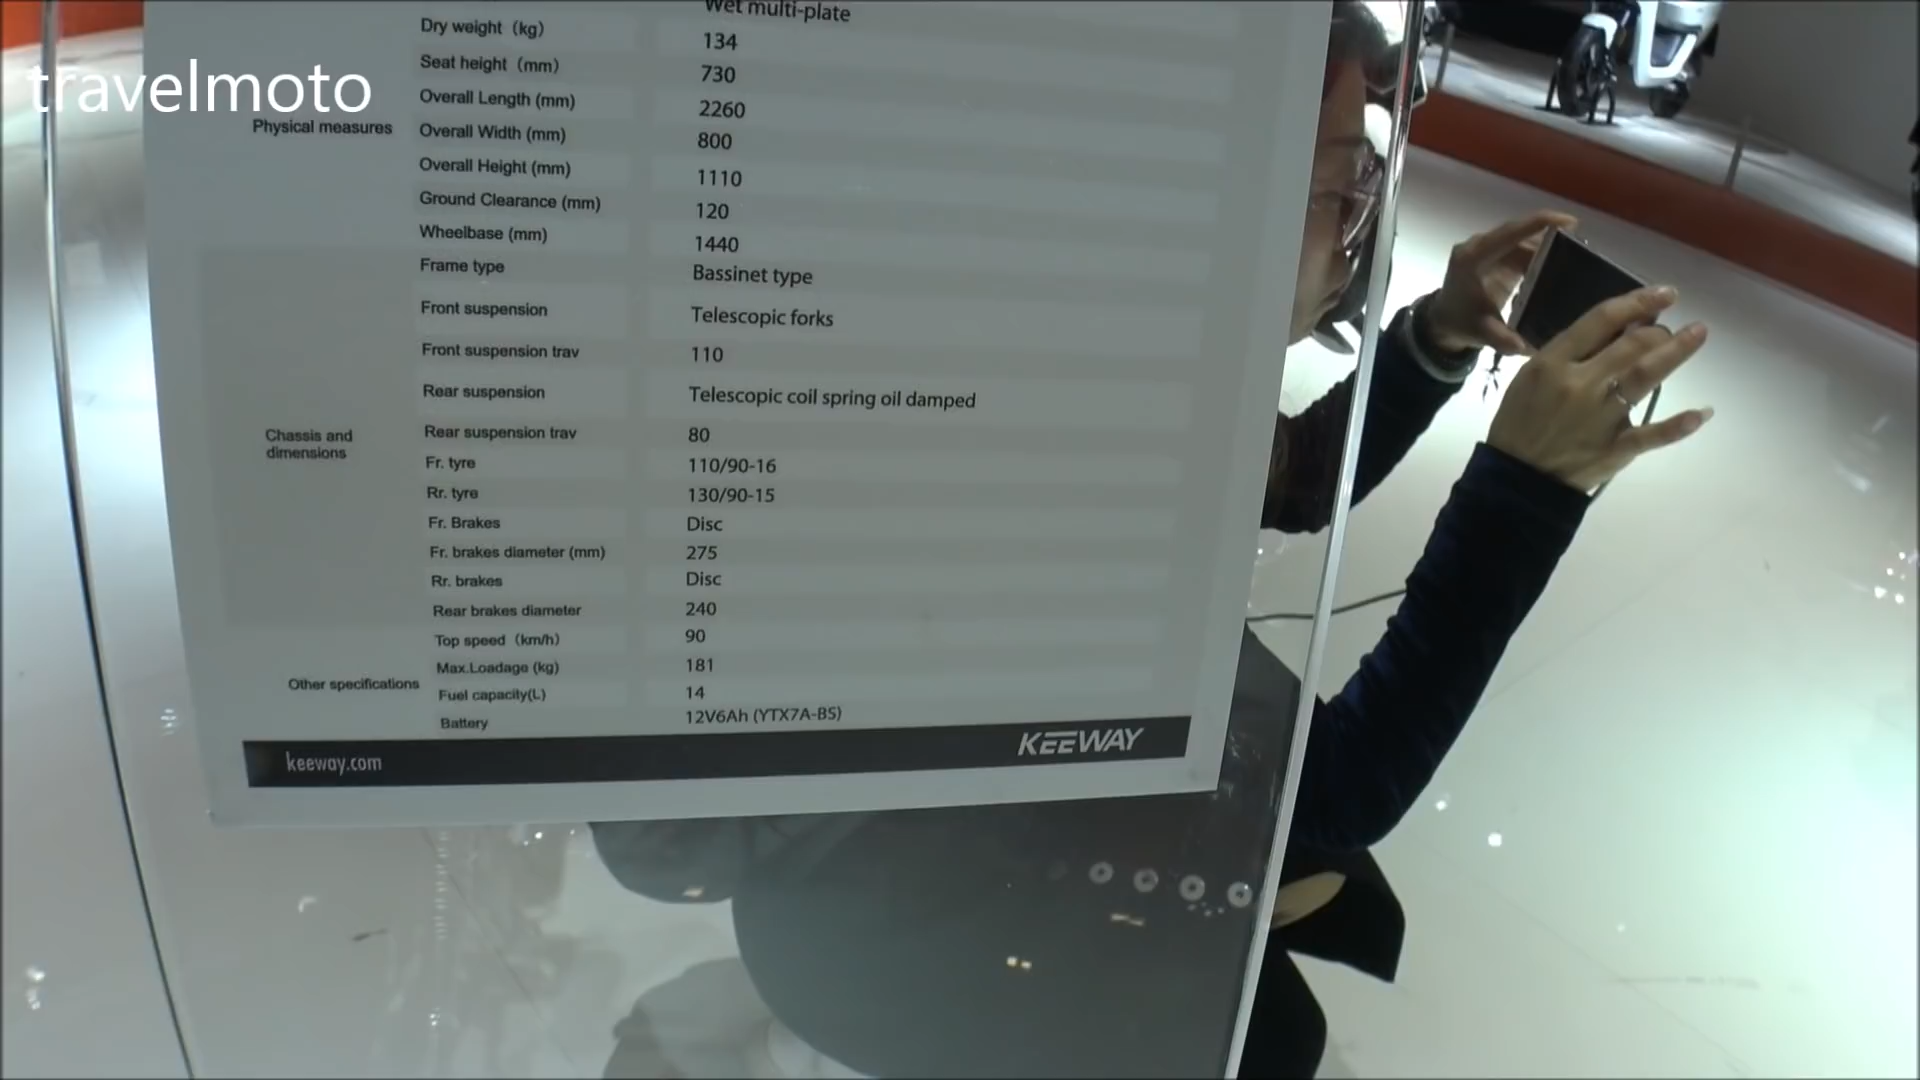 travelmoto
Wet multi-plate
Dry weight (kg) 134
Seat height (mm) 730
Overall Length (mm) 2260
Physical measures
Overall Width (mm) 800
Overall Height (mm) 1110
Ground Clearance (mm) 120
Wheelbase (mm) 1440
Frame type Bassinet type
Front suspension Telescopic forks
Front suspension trav 110
Rear suspension Telescopic coil spring oil damped
Chassis and
dimensions
Rear suspension trav 80
Fr. tyre 110/90-16
Rr. tyre 130/90-15
Fr. Brakes Disc
Fr. brakes diameter (mm) 275
Rr. brakes Disc
Rear brakes diameter 240
Top speed (km/h) 90
Other specifications
Max.Loadage (kg) 181
Fuel capacity(L) 14
Battery 12V6Ah (YTX7A-BS)
keeway.com KEEWAY